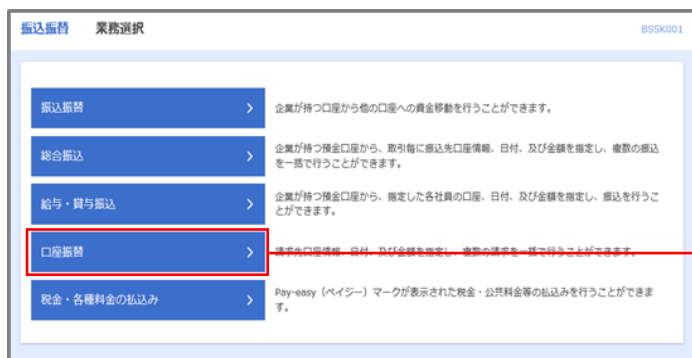 振込振替 業務選択 BSSK001
振込振替 >
企業が持つ口座から他の口座への資金移動を行うことができます。
総合振込 >
企業が持つ預金口座から、取引毎に振込先口座情報、日付、及び金額を指定し、複数の振込
を一括で行うことができます。
給与・賞与振込 >
企業が持つ預金口座から、指定した各社員の口座、日付、及び金額を指定し、振込を行うこ
とができます。
口座振替 >
請求先口座情報、日付、及び金額を指定し、複数の請求を一括で行うことができます。
税金・各種料金の払込み >
Pay-easy（ペイジー）マークが表示された税金・公共料金等の払込みを行うことができま
す。